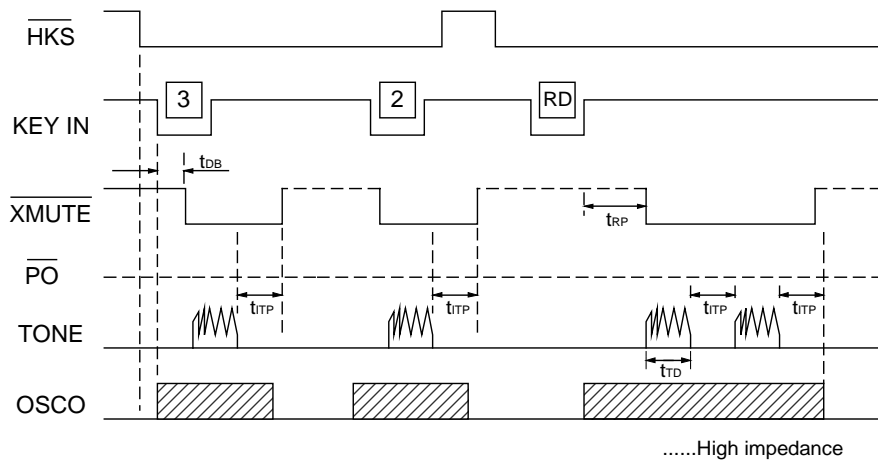 HKS
3
2
RD
KEY IN
tDB
XMUTE
tRP
PO
tITP
tITP
tITP
tITP
TONE
tTD
OSCO
......High impedance